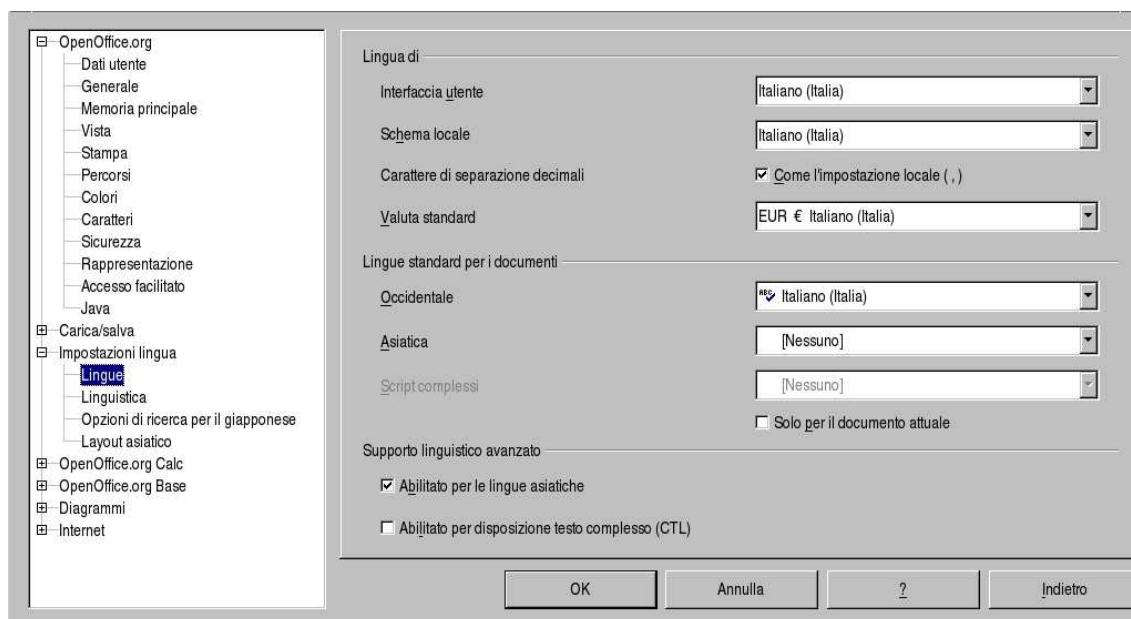 OpenOffice.org
Dati utente
Generale
Memoria principale
Vista
Stampa
Percorsi
Colori
Caratteri
Sicurezza
Rappresentazione
Accesso facilitato
Java
Carica/salva
Impostazioni lingua
Lingue
Linguistica
Opzioni di ricerca per il giapponese
Layout asiatico
OpenOffice.org Calc
OpenOffice.org Base
Diagrammi
Internet
Lingua di
Interfaccia utente
Italiano (Italia)
Schema locale
Italiano (Italia)
Carattere di separazione decimali
Come l'impostazione locale ( , )
Valuta standard
EUR € Italiano (Italia)
Lingue standard per i documenti
Occidentale
ABC Italiano (Italia)
Asiatica
[Nessuno]
Script complessi
[Nessuno]
Solo per il documento attuale
Supporto linguistico avanzato
Abilitato per le lingue asiatiche
Abilitato per disposizione testo complesso (CTL)
OK
Annulla
?
Indietro